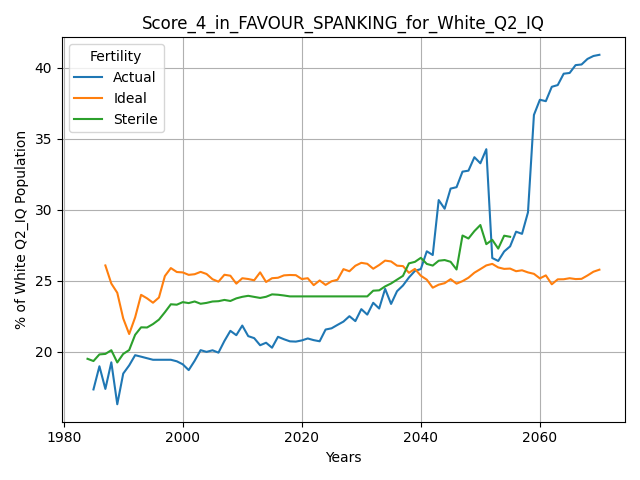 Score_4_in_FAVOUR_SPANKING_for_White_Q2_IQ
Fertility
Actual
Ideal
Sterile
% of White Q2_IQ Population
40
35
30
25
20
1980
2000
2020
2040
2060
Years